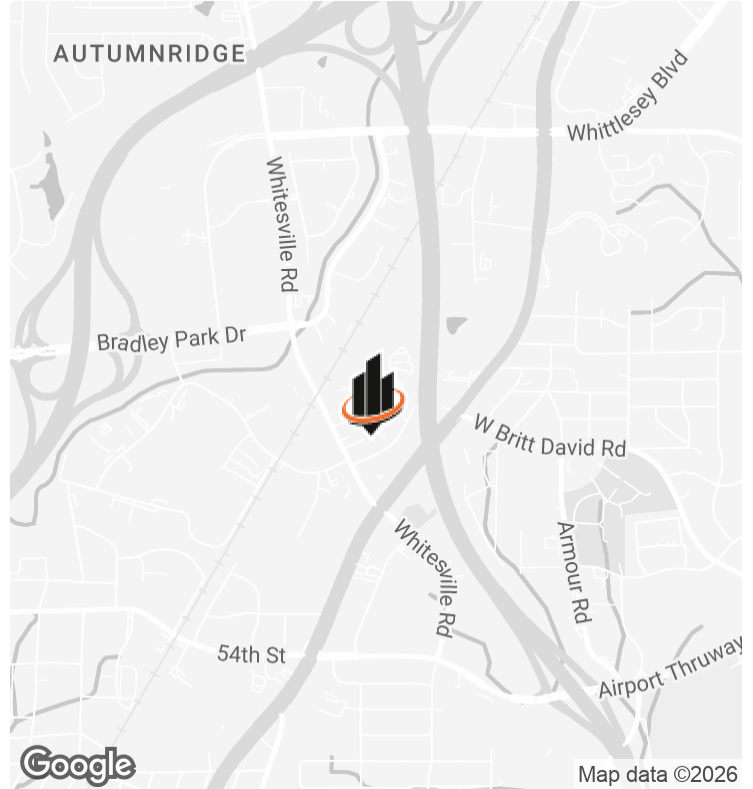 AUTUMNRIDGE
Whittlesey Blvd
Whitesville Rd
Bradley Park Dr
W Britt David Rd
Whitesville Rd
Armour Rd
54th St
Airport Thruway
Google
Map data ©2026